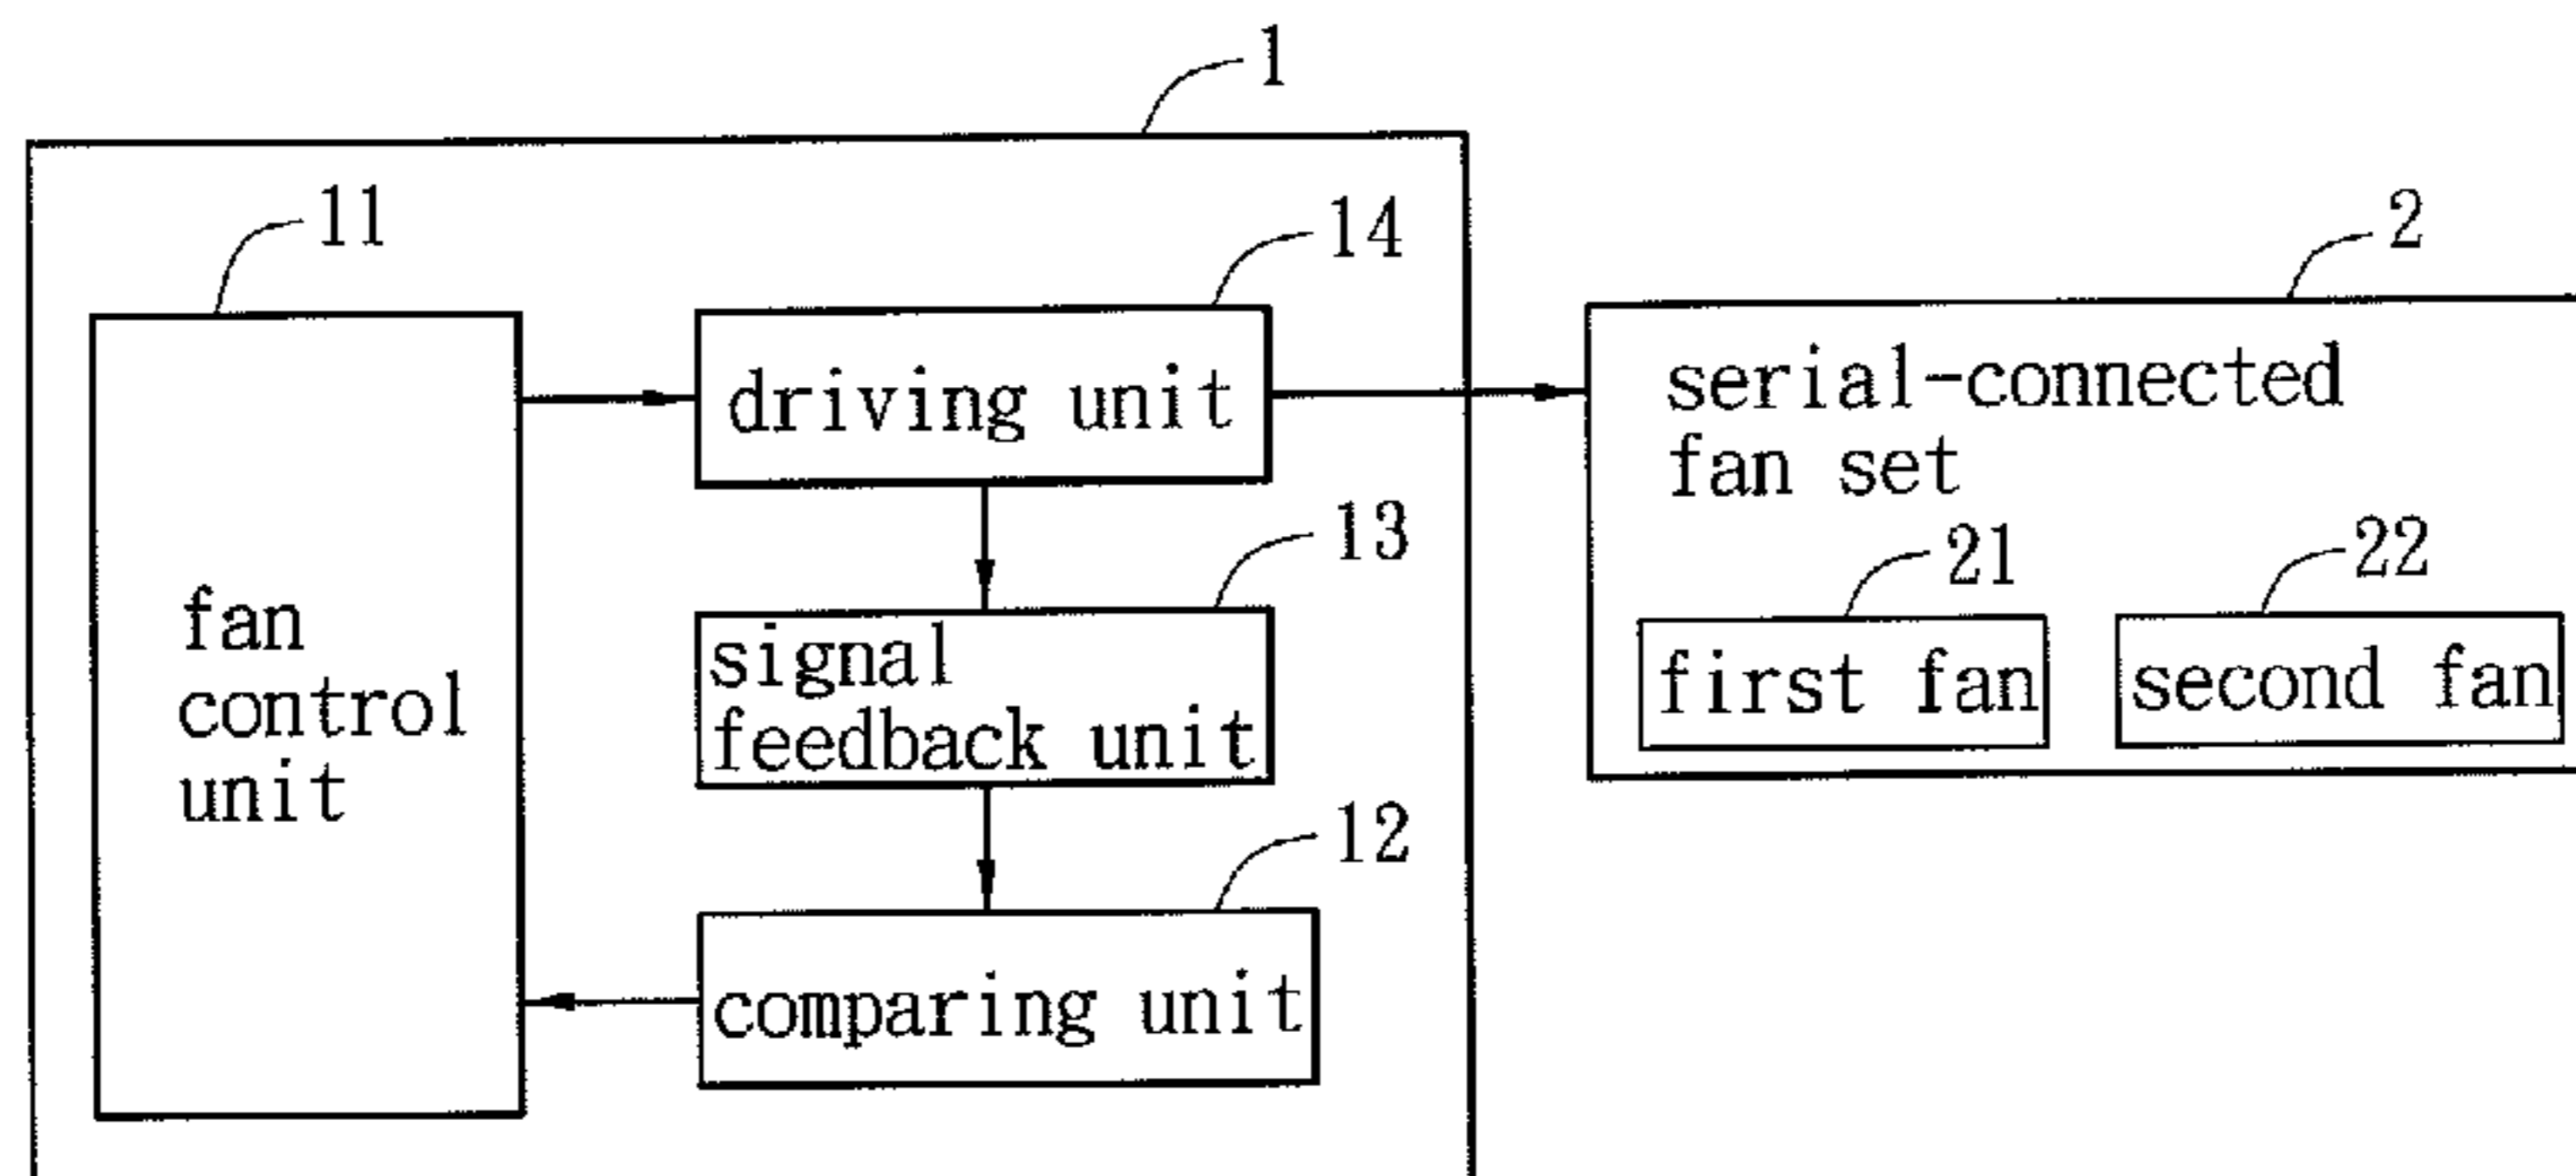 1
11
14
2
driving unit
serial-connected
fan set
13
21
22
fan
control
unit
signal
feedback unit
first fan
second fan
12
comparing unit